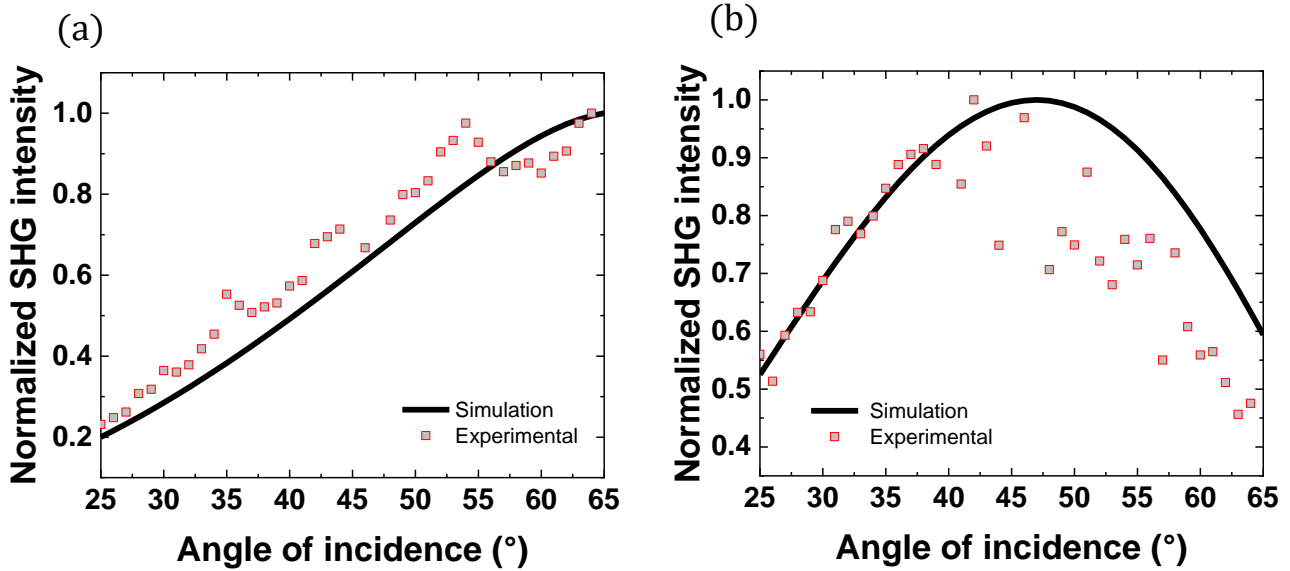 (a)
Normalized SHG intensity
1.0
0.8
0.6
0.4
0.2
Simulation
Experimental
25 30 35 40 45 50 55 60 65
Angle of incidence (°)
(b)
Normalized SHG intensity
1.0
0.9
0.8
0.7
0.6
0.5
0.4
Simulation
Experimental
25 30 35 40 45 50 55 60 65
Angle of incidence (°)